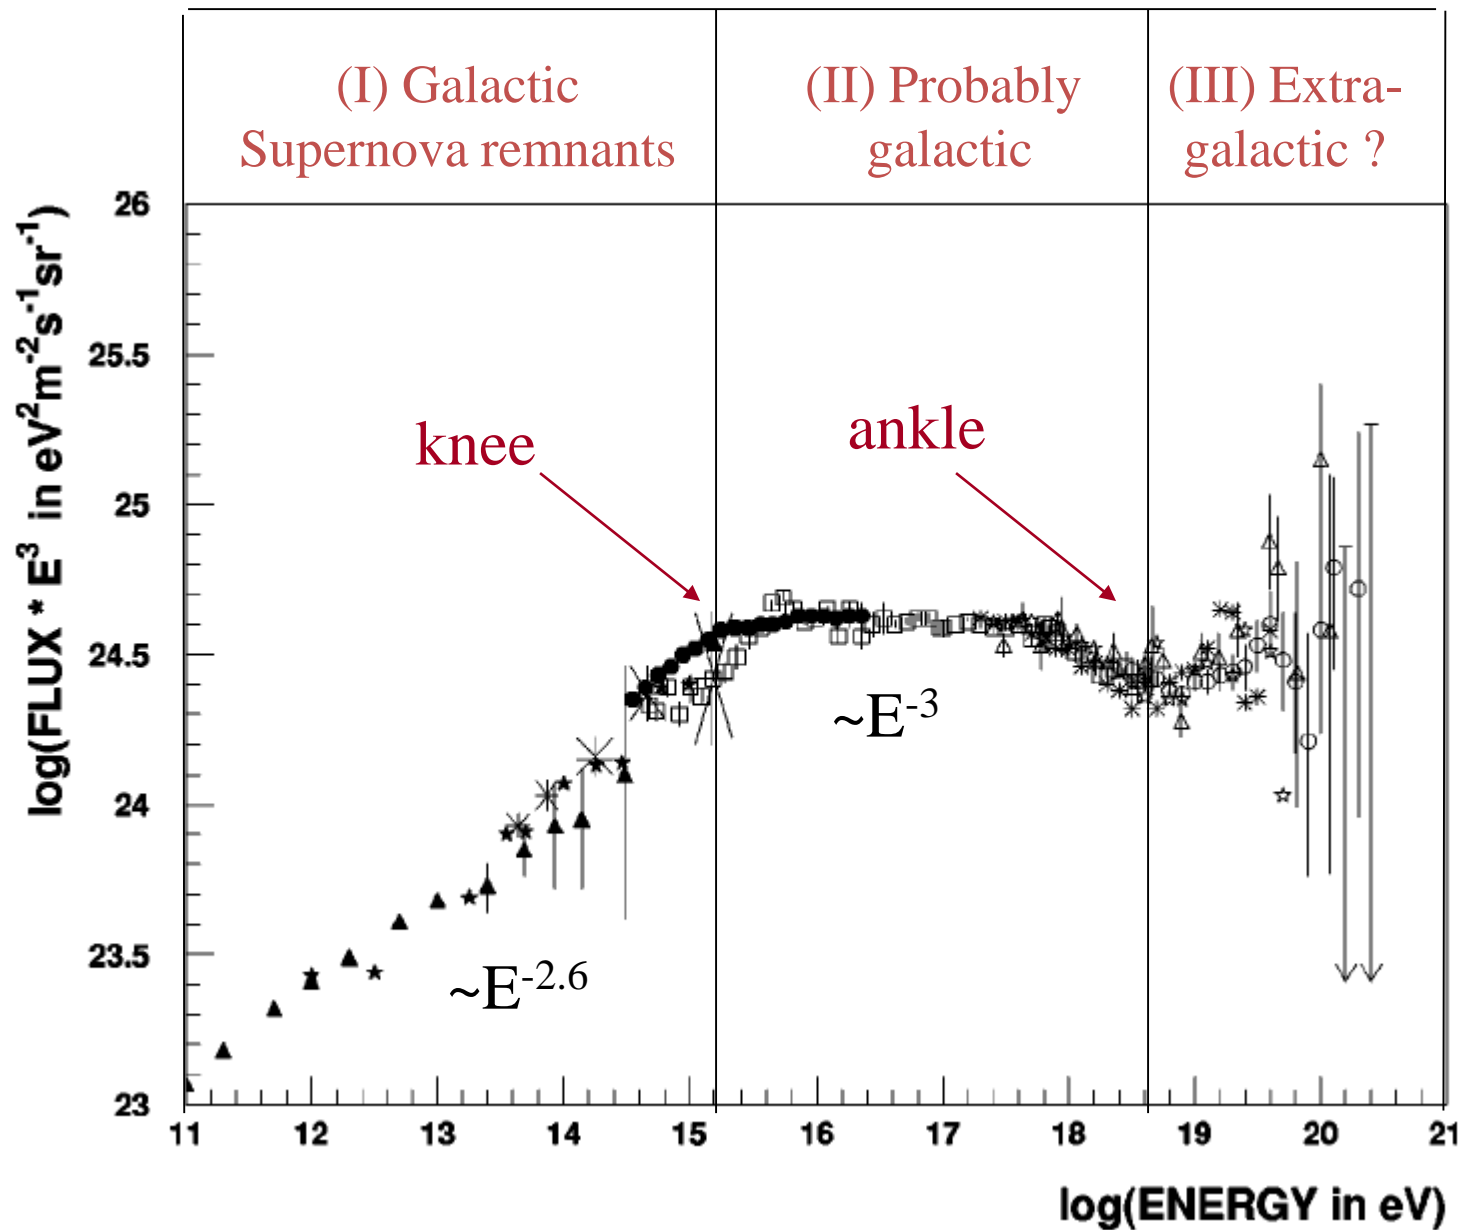 (I) Galactic
Supernova remnants
(II) Probably
galactic
(III) Extra-
galactic ?
log(FLUX * E³ in eV²m⁻²s⁻¹sr⁻¹)
26
25.5
25
24.5
24
23.5
23
knee
ankle
~E⁻³
~E⁻²·⁶
11 12 13 14 15 16 17 18 19 20 21
log(ENERGY in eV)